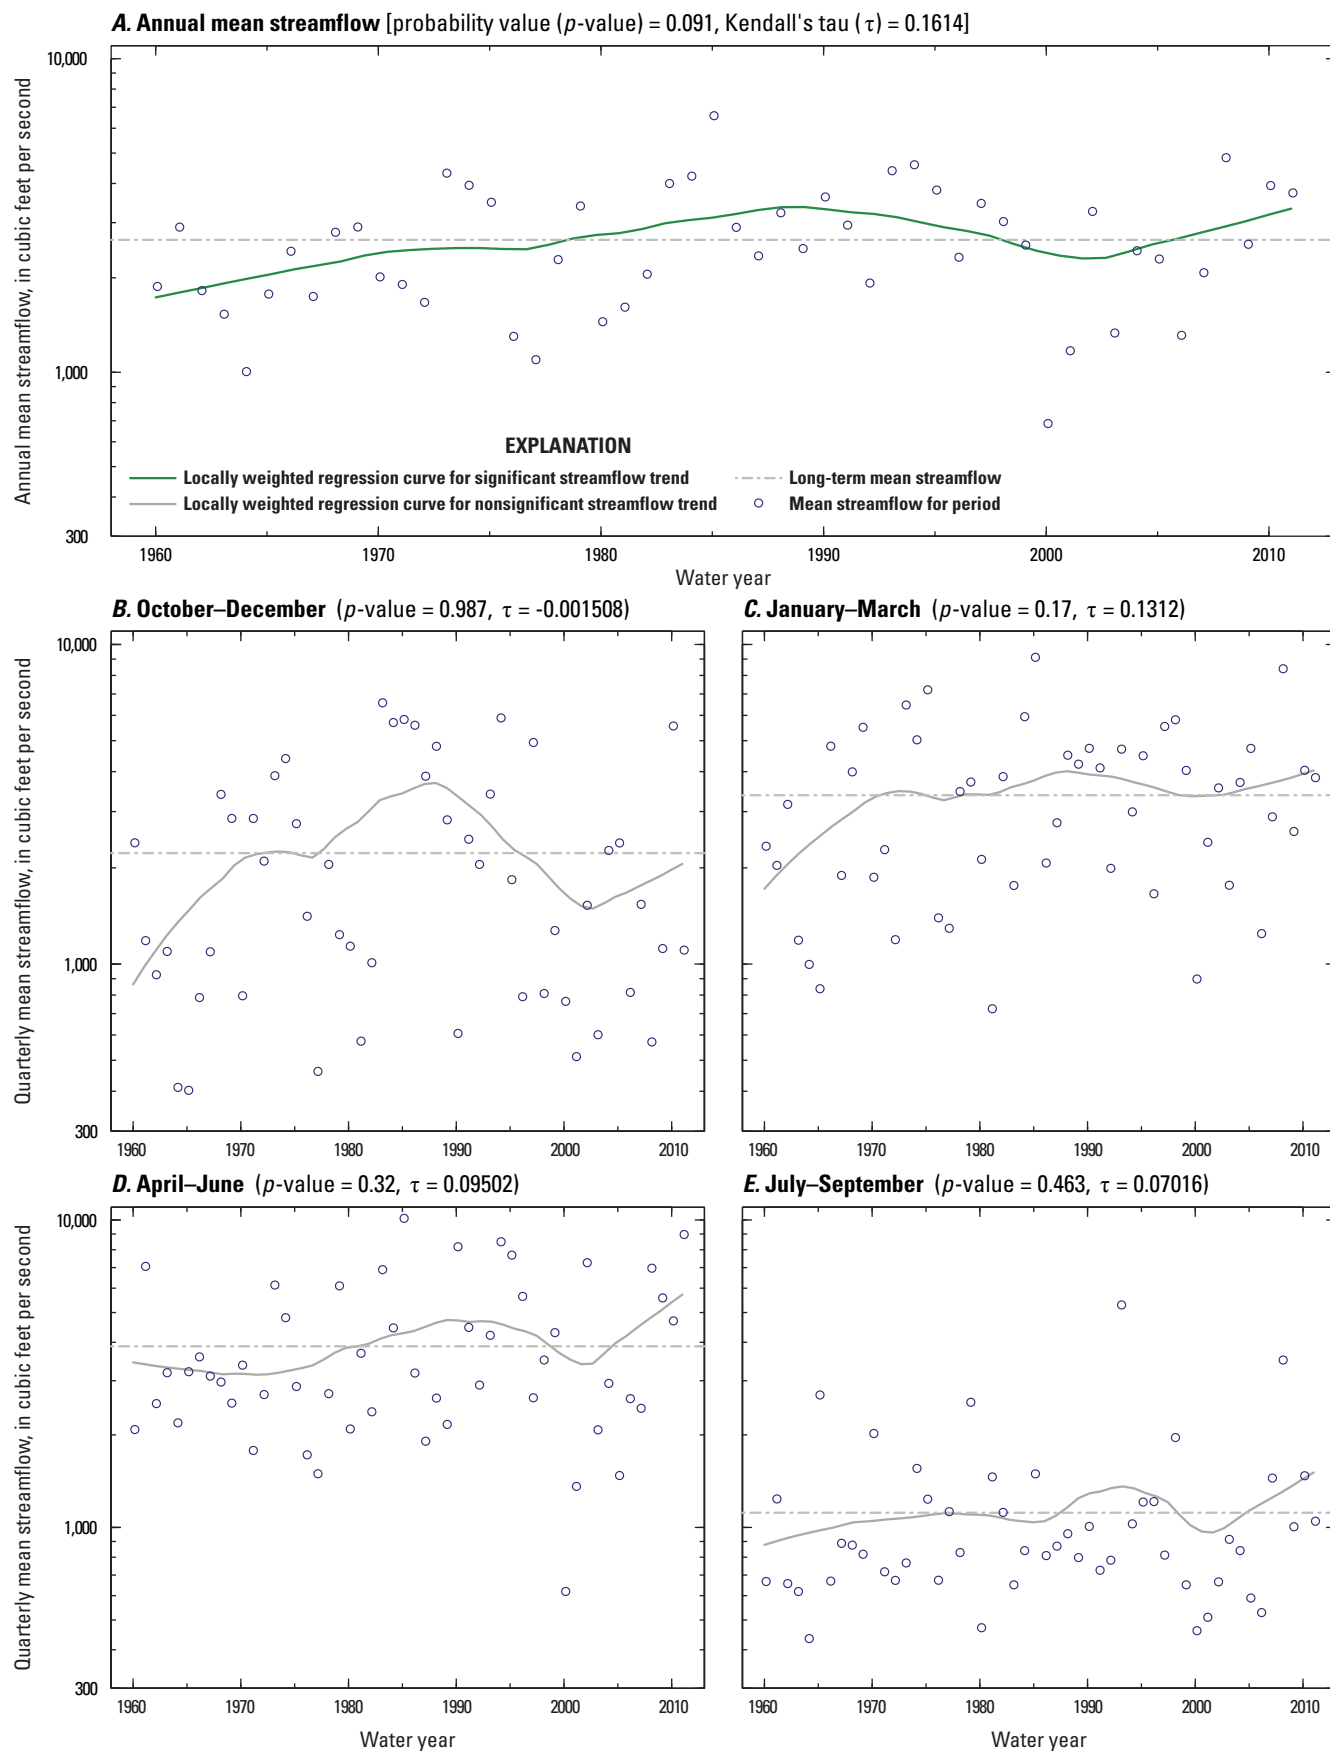 A. Annual mean streamflow [probability value (p-value) = 0.091, Kendall's tau (τ) = 0.1614]
Annual mean streamflow, in cubic feet per second
10,000
1,000
300
EXPLANATION
Locally weighted regression curve for significant streamflow trend
Locally weighted regression curve for nonsignificant streamflow trend
Long-term mean streamflow
Mean streamflow for period
1960 1970 1980 1990 2000 2010
Water year
B. October–December (p-value = 0.987, τ = -0.001508)
Quarterly mean streamflow, in cubic feet per second
10,000
1,000
300
1960 1970 1980 1990 2000 2010
C. January–March (p-value = 0.17, τ = 0.1312)
1960 1970 1980 1990 2000 2010
D. April–June (p-value = 0.32, τ = 0.09502)
Quarterly mean streamflow, in cubic feet per second
10,000
1,000
300
1960 1970 1980 1990 2000 2010
Water year
E. July–September (p-value = 0.463, τ = 0.07016)
1960 1970 1980 1990 2000 2010
Water year